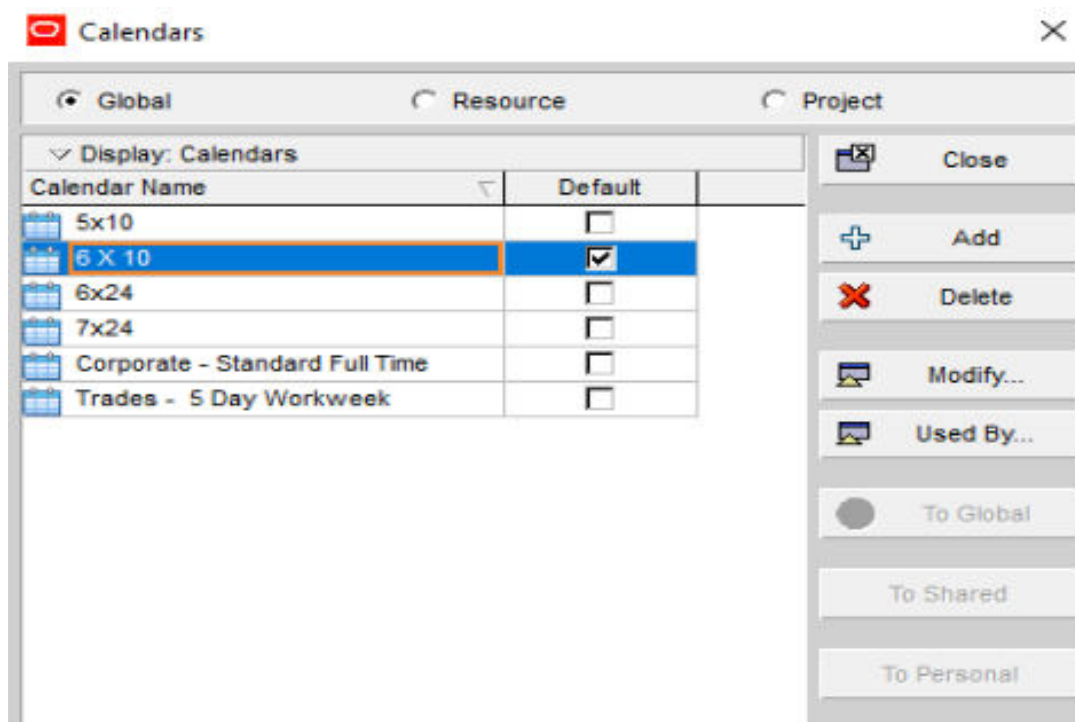 Calendars
Global Resource Project
Display: Calendars
Calendar Name Default
5x10
6 X 10
6x24
7x24
Corporate - Standard Full Time
Trades - 5 Day Workweek
Close
Add
Delete
Modify...
Used By...
To Global
To Shared
To Personal